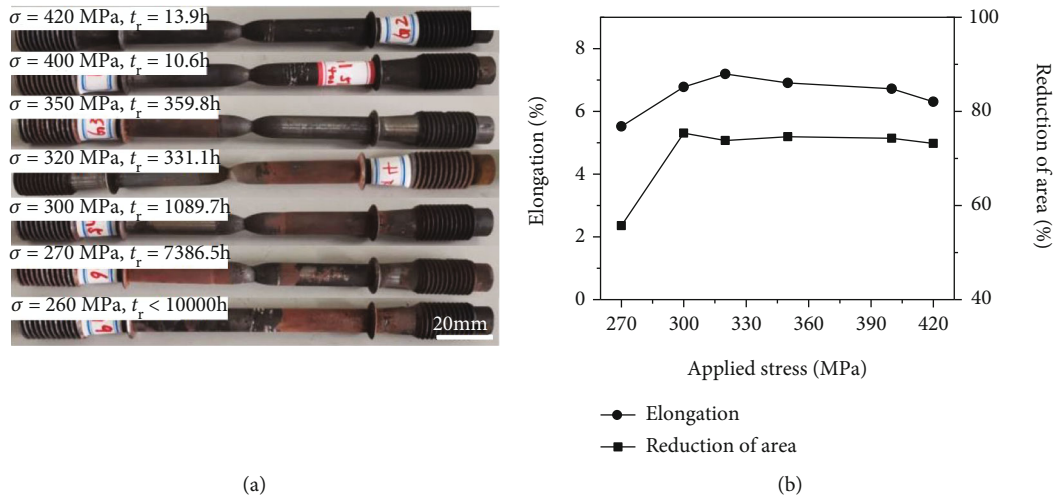 σ = 420 MPa, tr = 13.9h
σ = 400 MPa, tr = 10.6h
σ = 350 MPa, tr = 359.8h
σ = 320 MPa, tr = 331.1h
σ = 300 MPa, tr = 1089.7h
σ = 270 MPa, tr = 7386.5h
σ = 260 MPa, tr < 10000h
20mm
(a)
Elongation (%)
8
6
4
2
0
100
80
60
40
Reduction of area (%)
270 300 330 360 390 420
Applied stress (MPa)
Elongation
Reduction of area
(b)